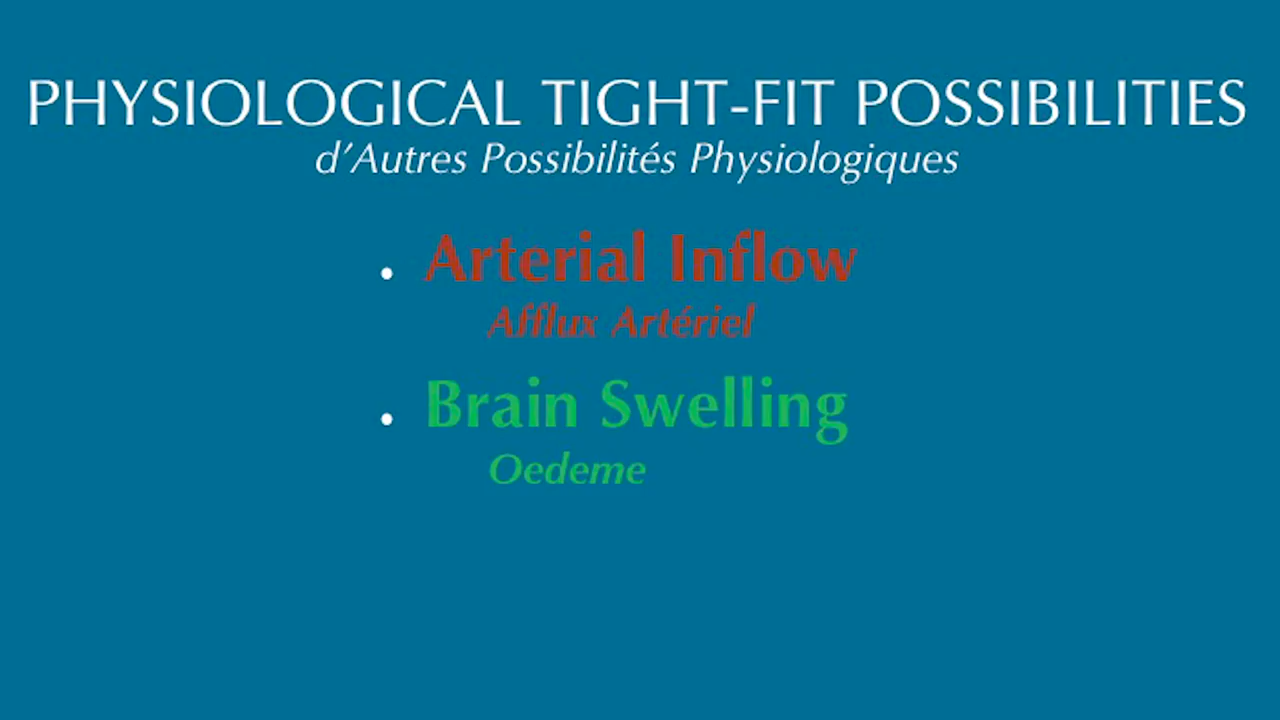 PHYSIOLOGICAL TIGHT-FIT POSSIBILITIES
d'Autres Possibilités Physiologiques
• Arterial Inflow
Afflux Artériel
• Brain Swelling
Oedeme